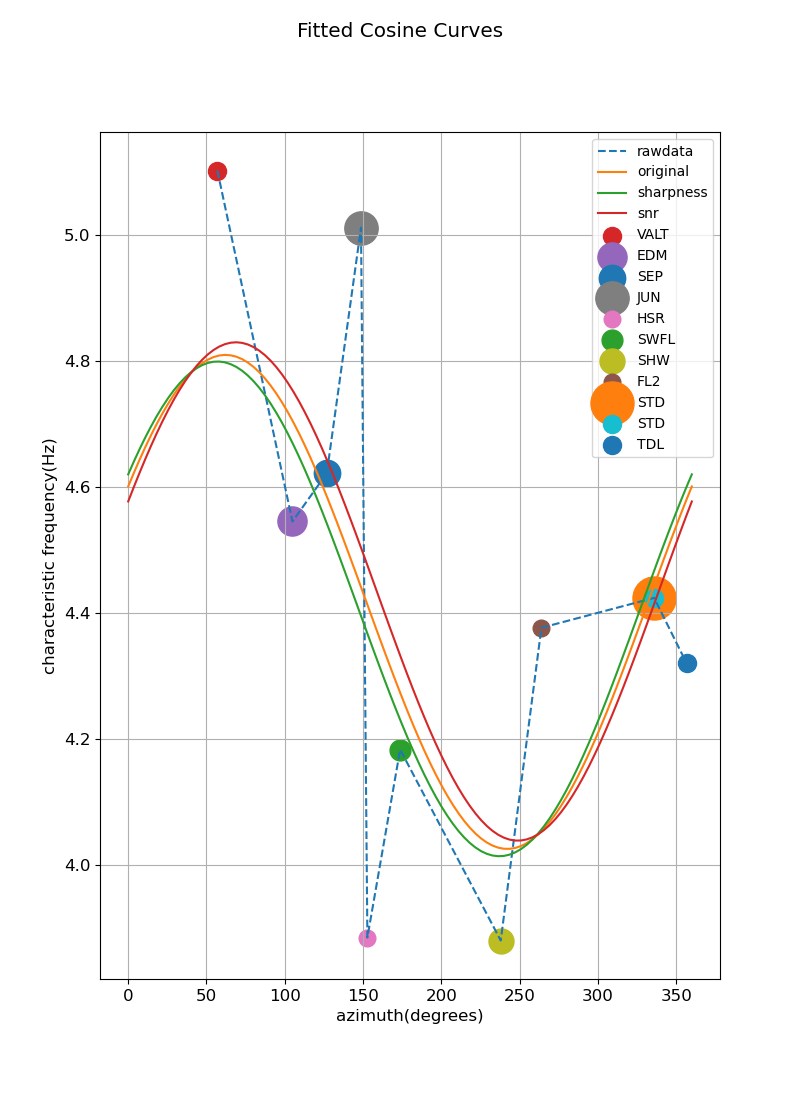 Fitted Cosine Curves
rawdata
original
sharpness
snr
VALT
EDM
SEP
JUN
HSR
SWFL
SHW
FL2
STD
STD
TDL
characteristic frequency(Hz)
5.0
4.8
4.6
4.4
4.2
4.0
0 50 100 150 200 250 300 350
azimuth(degrees)